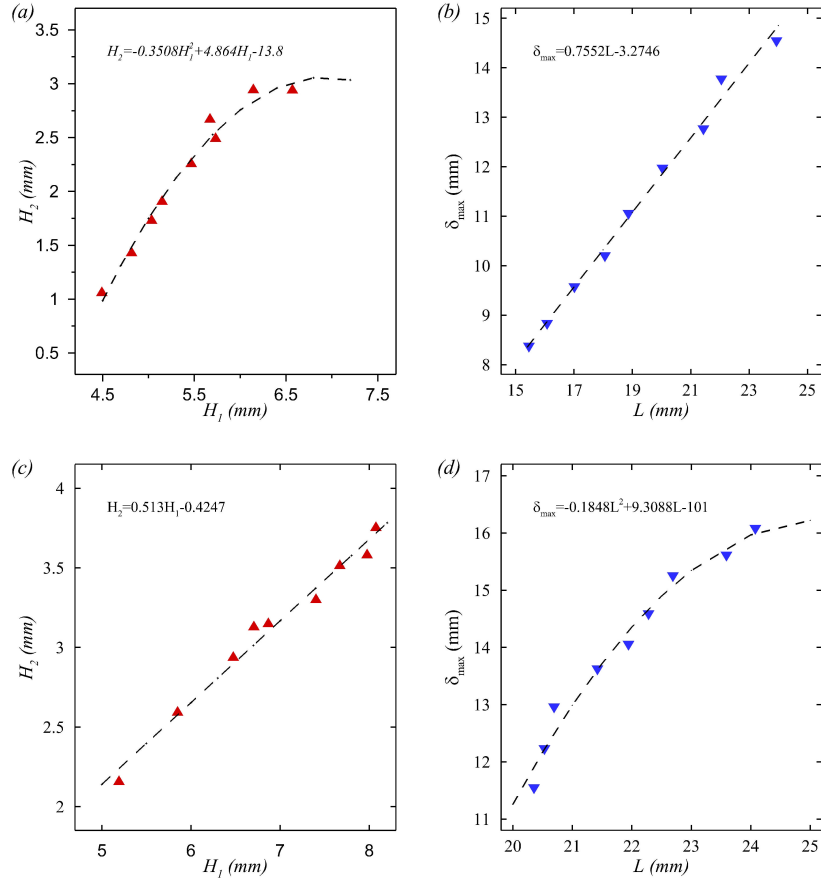 (a)
H₂=-0.3508H₁²+4.864H₁-13.8
3.5
3
2.5
2
1.5
1
0.5
H₂ (mm)
4.5 5.5 6.5 7.5
H₁ (mm)
(b)
δmax=0.7552L-3.2746
15
14
13
12
11
10
9
8
δmax (mm)
15 17 19 21 23 25
L (mm)
(c)
H₂=0.513H₁-0.4247
4
3.5
3
2.5
2
H₂ (mm)
5 6 7 8
H₁ (mm)
(d)
δmax=-0.1848L²+9.3088L-101
17
16
15
14
13
12
11
δmax (mm)
20 21 22 23 24 25
L (mm)